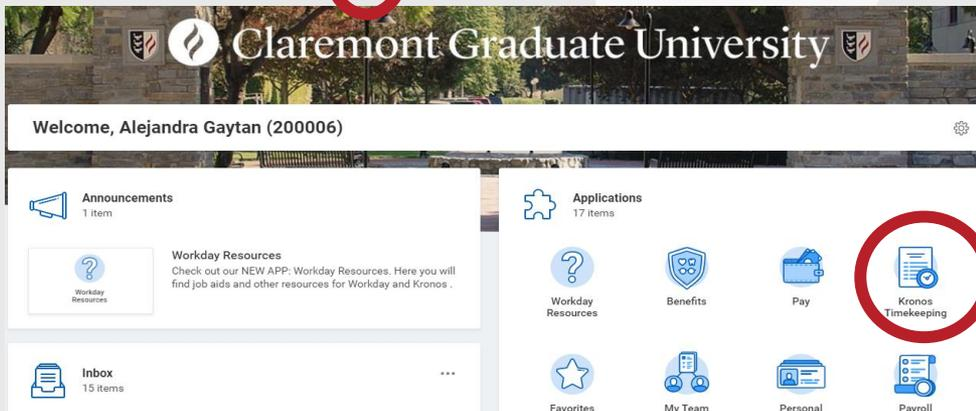 Claremont Graduate University
Welcome, Alejandra Gaytan (200006)
Announcements
1 item
Workday
Resources
Workday Resources
Check out our NEW APP: Workday Resources. Here you will
find job aids and other resources for Workday and Kronos .
Inbox
15 items
Applications
17 items
Workday
Resources
Benefits
Pay
Kronos
Timekeeping
Favorites
My Team
Personal
Payroll